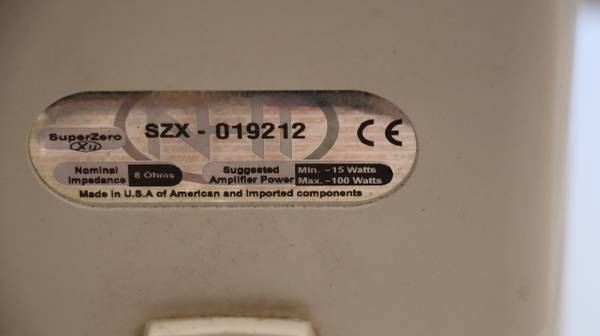 SuperZero
Xu
SZX - 019212
CE
Nominal
Impedance
8 Ohms
Suggested
Amplifier Power
Min. ~15 Watts
Max. ~100 Watts
Made in U.S.A of American and imported components